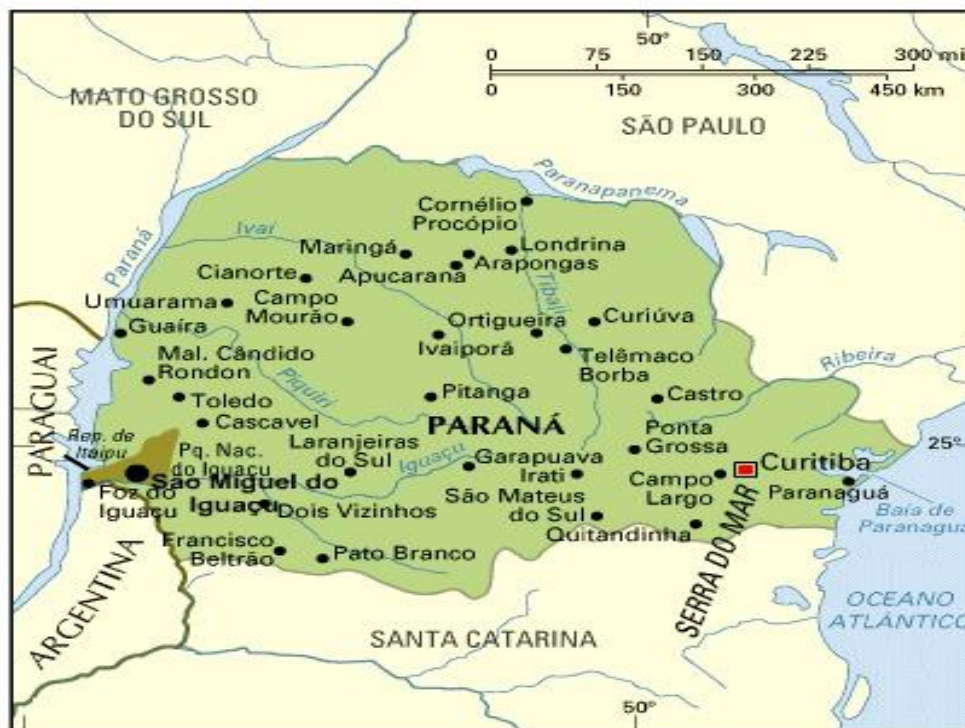 50°
0 75 150 225 300 mi
0 150 300 450 km
MATO GROSSO
DO SUL
SÃO PAULO
Paranapanema
Cornélio
Procópio
Ivaí
Maringá
Londrina
Arapongas
Apucarana
Cianorte
Paraná
Tibaji
Umuarama
Campo
Mourão
Guaíra
Ortigueira
Curiúva
Ivaiporã
Mal. Cândido
Rondon
Telêmaco
Borba
Ribeira
Piquiri
Pitanga
Castro
Toledo
PARAGUAI
Cascavel
PARANÁ
Ponta
Grossa
Rep. de
Itaipu
Pq. Nac.
do Iguaçu
Laranjeiras
do Sul
Iguaçu
Garapuava
25°
Irati
Curitiba
Campo
Largo
São Miguel do
Iguaçu
Foz do
Iguaçu
Dois Vizinhos
São Mateus
do Sul
Paranaguá
Baía de
Paranaguá
Quitandinha
Francisco
Beltrão
Pato Branco
SERRA DO MAR
ARGENTINA
SANTA CATARINA
OCEANO
ATLÂNTICO
50°